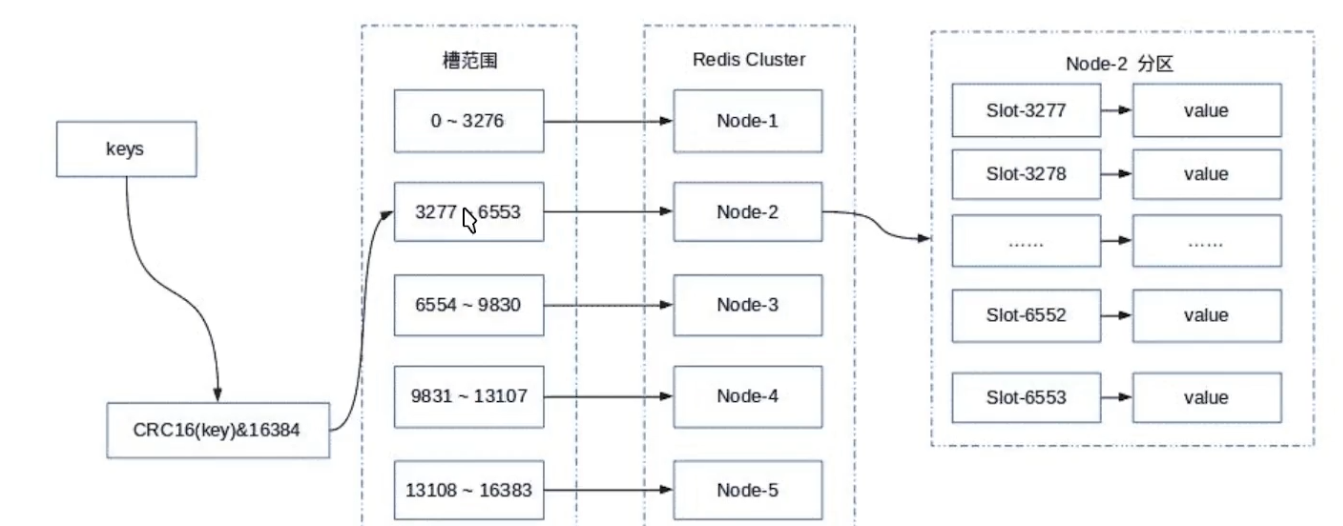 keys
CRC16(key)&16384
槽范围
0 ~ 3276
3277 ~ 6553
6554 ~ 9830
9831 ~ 13107
13108 ~ 16383
Redis Cluster
Node-1
Node-2
Node-3
Node-4
Node-5
Node-2 分区
Slot-3277
value
Slot-3278
value
......
......
Slot-6552
value
Slot-6553
value